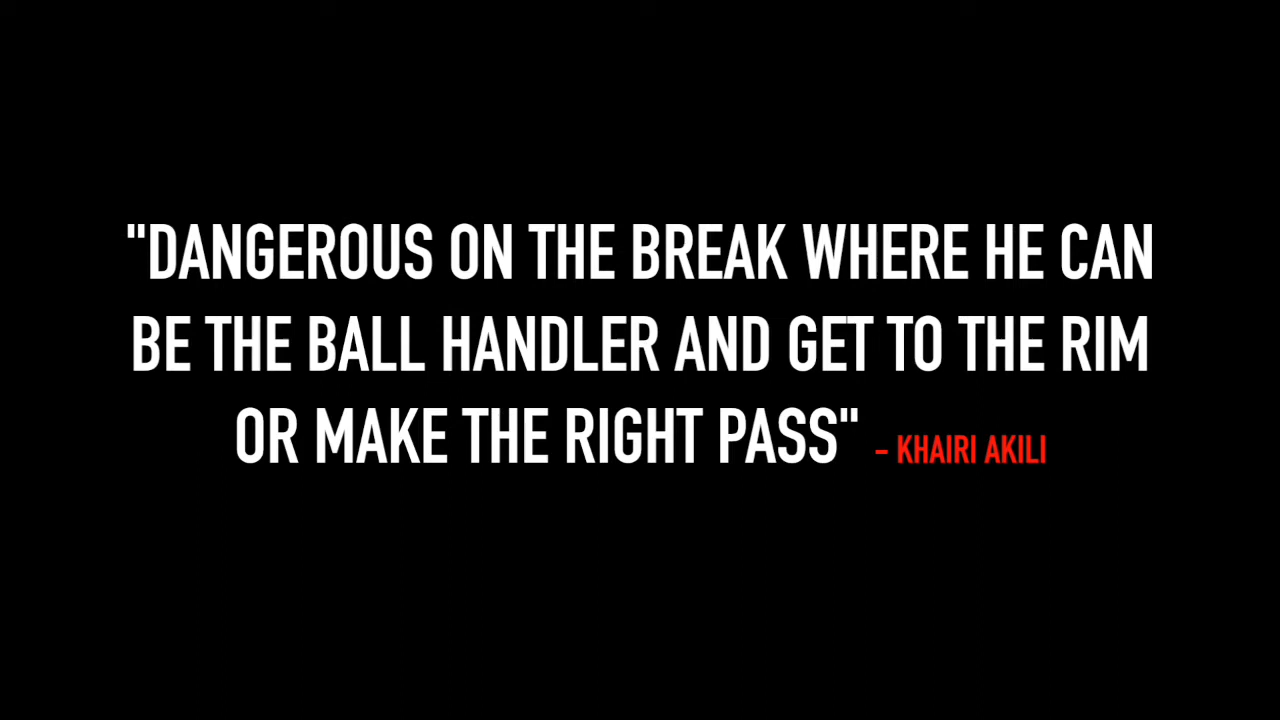 "DANGEROUS ON THE BREAK WHERE HE CAN
BE THE BALL HANDLER AND GET TO THE RIM
OR MAKE THE RIGHT PASS" - KHAIRI AKILI